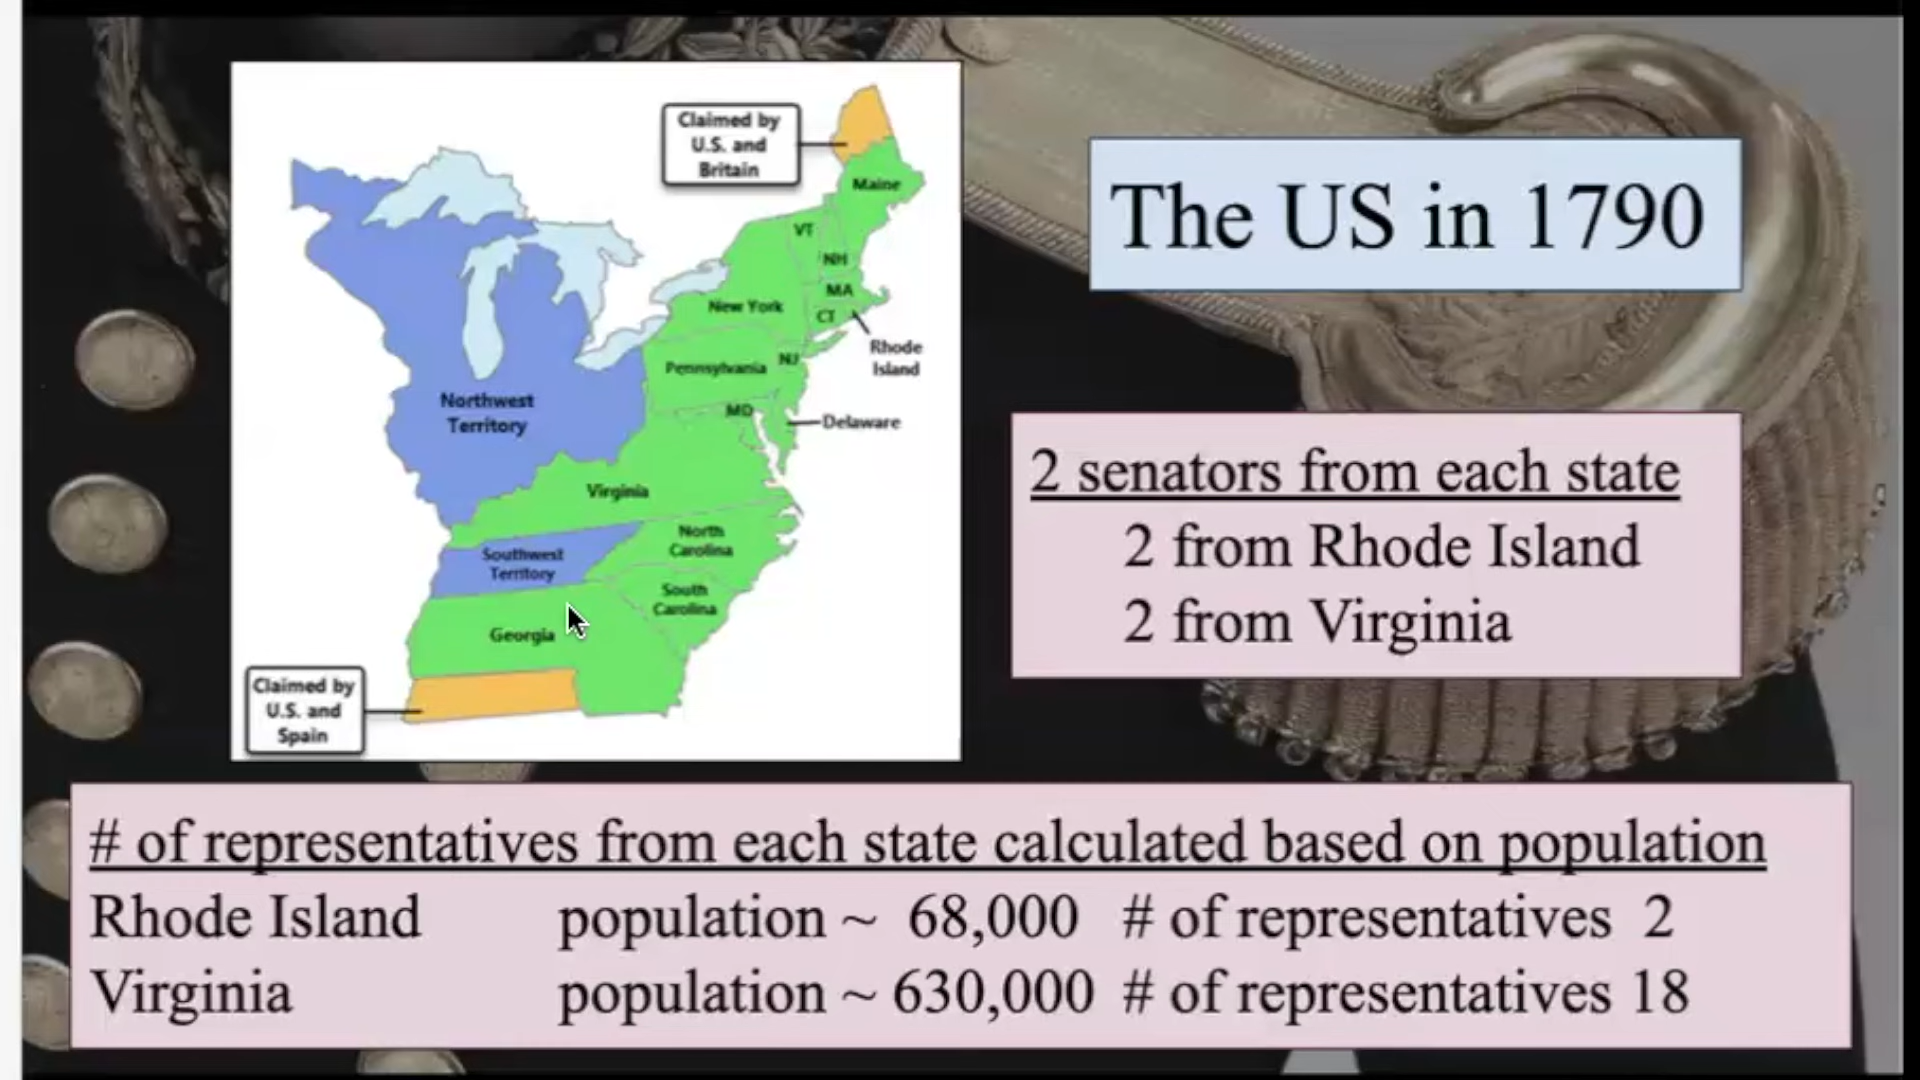 Claimed by
U.S. and
Britain
Maine
VT
NH
MA
New York
CT
Rhode
Island
Pennsylvania
NJ
Northwest
Territory
MD
Delaware
Virginia
North
Carolina
Southwest
Territory
South
Carolina
Georgia
Claimed by
U.S. and
Spain
The US in 1790
2 senators from each state
2 from Rhode Island
2 from Virginia
# of representatives from each state calculated based on population
Rhode Island population ~ 68,000 # of representatives 2
Virginia population ~ 630,000 # of representatives 18